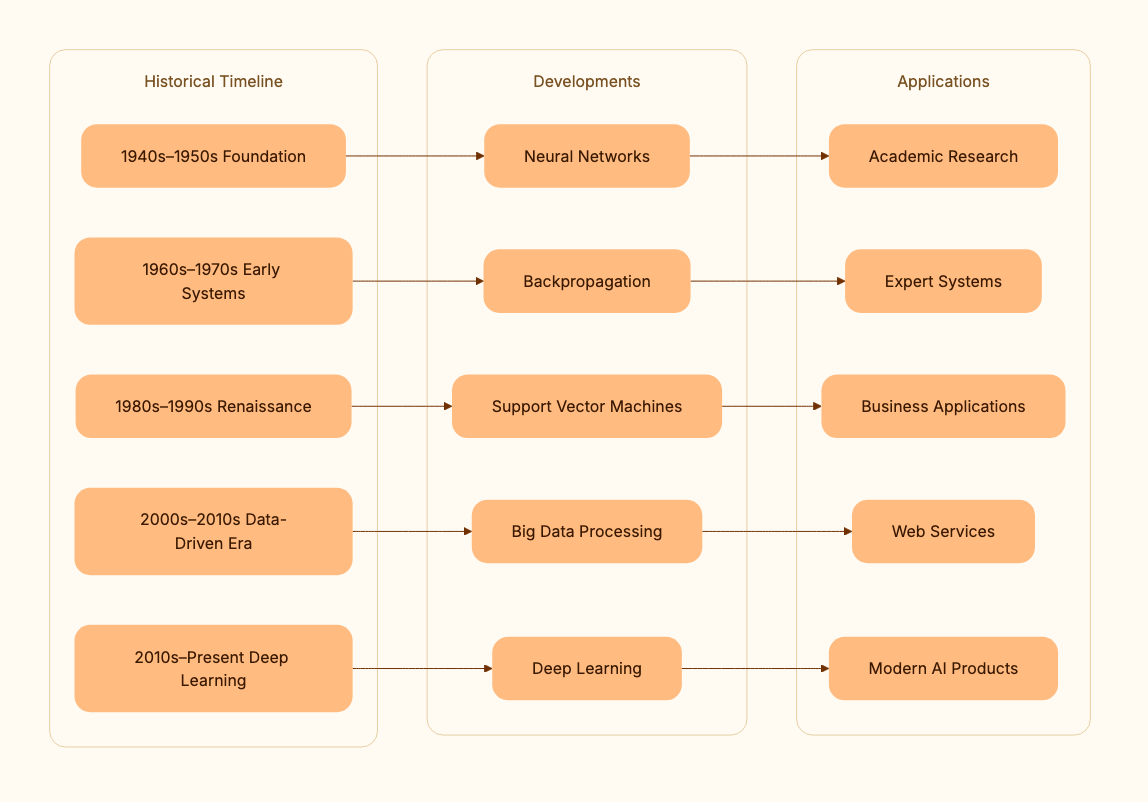 Historical Timeline
Developments
Applications
1940s–1950s Foundation
Neural Networks
Academic Research
1960s–1970s Early
Systems
Backpropagation
Expert Systems
1980s–1990s Renaissance
Support Vector Machines
Business Applications
2000s–2010s Data-
Driven Era
Big Data Processing
Web Services
2010s–Present Deep
Learning
Deep Learning
Modern AI Products